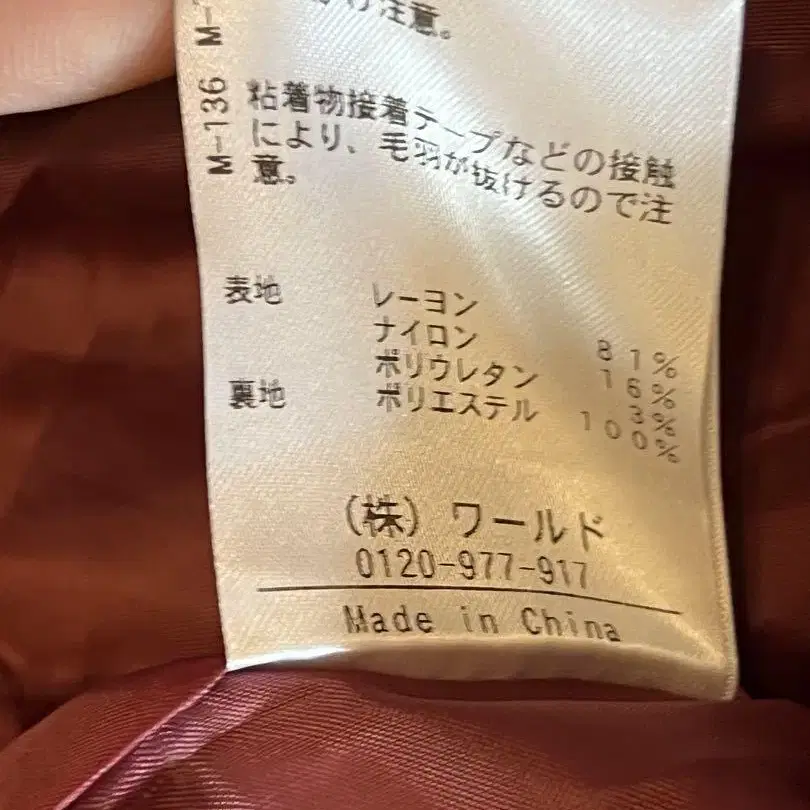 け注意。
M-136 粘着物接着テープなどの接触
により、毛羽が抜けるので注
意。
表地 レーヨン 81%
ナイロン 16%
ポリウレタン 3%
裏地 ポリエステル 100%
(株) ワールド
0120-977-917
Made in China